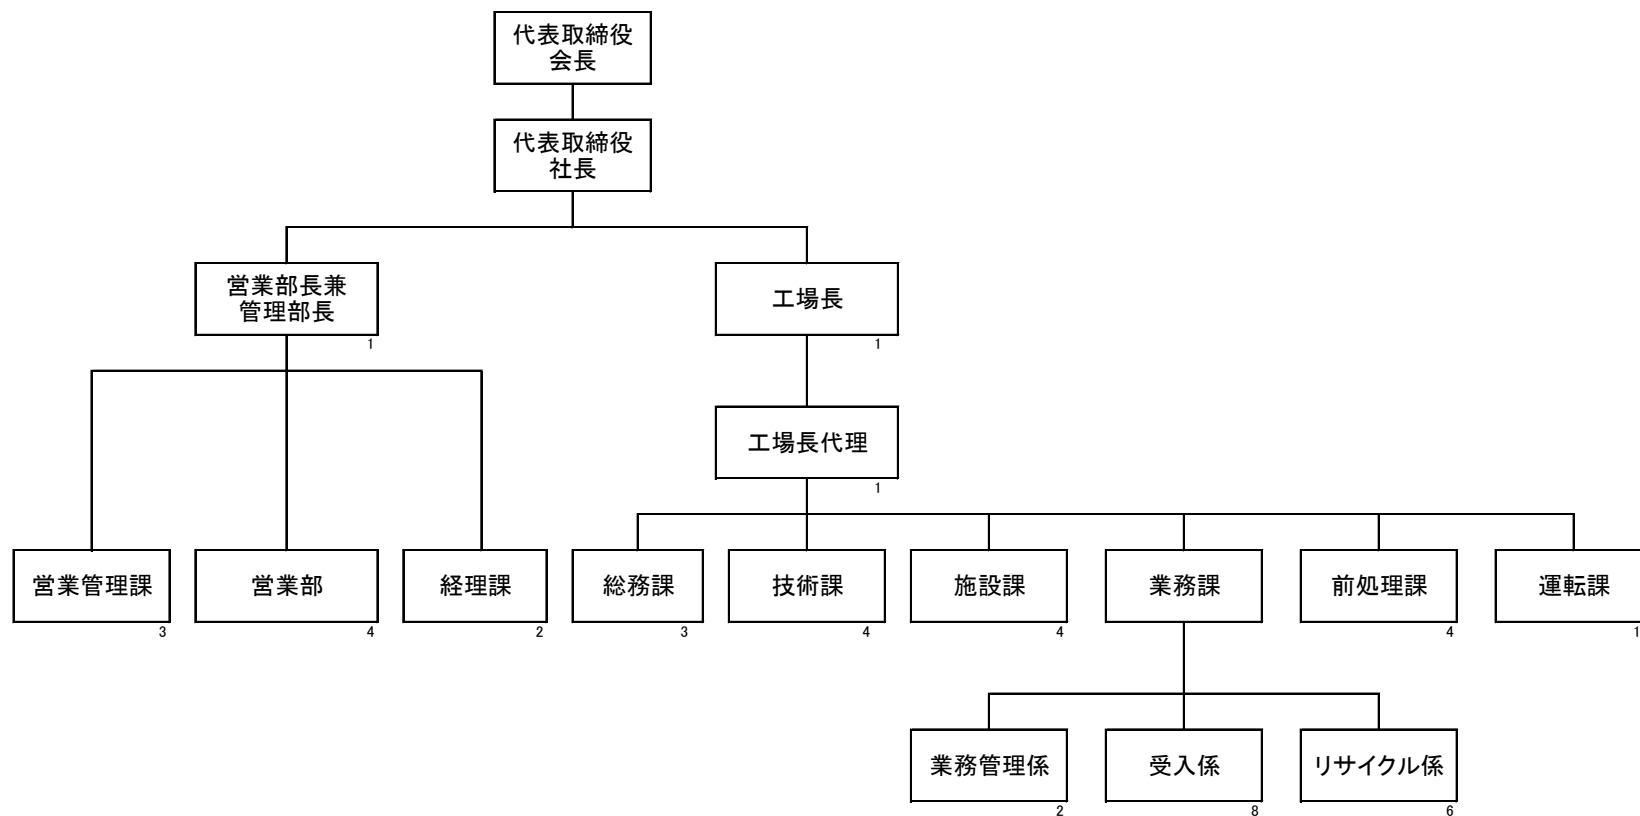 代表取締役
会長
代表取締役
社長
営業部長兼
管理部長
1
工場長
1
工場長代理
1
営業管理課
3
営業部
4
経理課
2
総務課
3
技術課
4
施設課
4
業務課
前処理課
4
運転課
業務管理係
2
受入係
8
リサイクル係
6